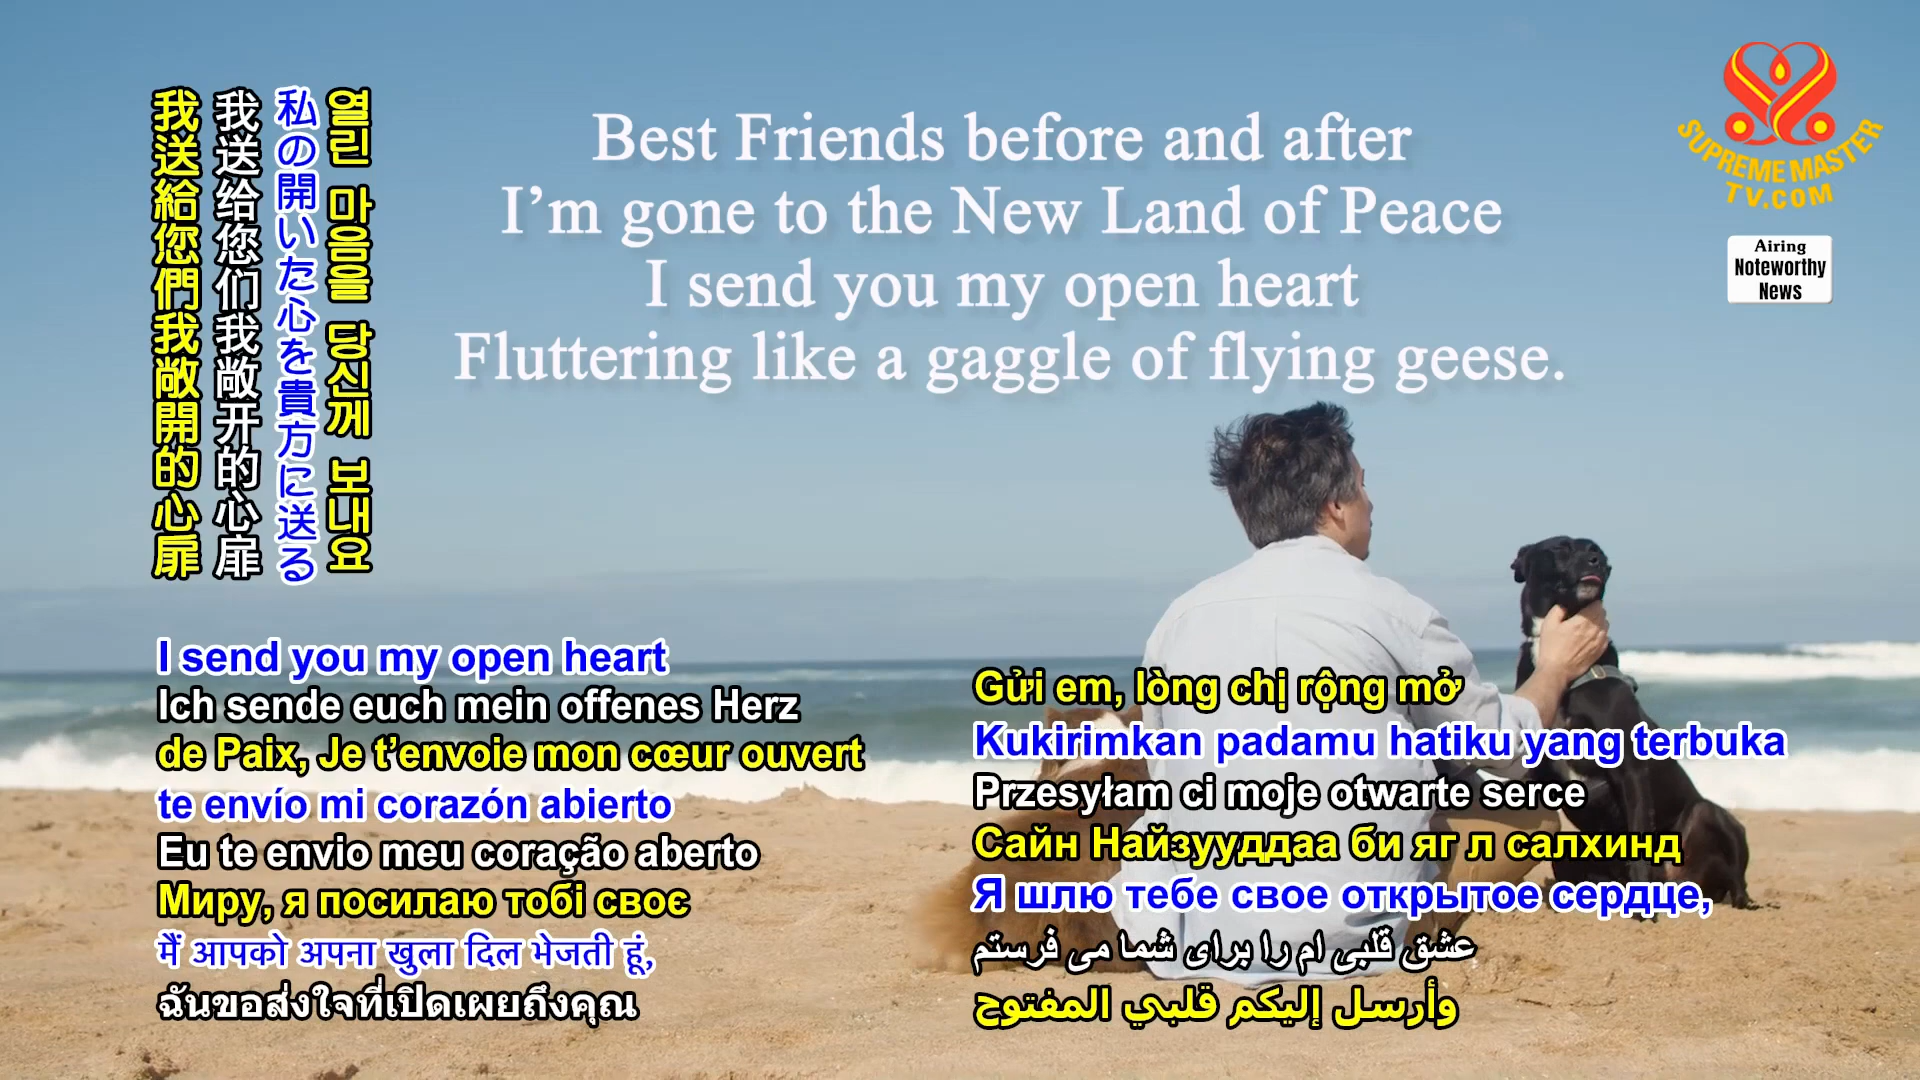 Best Friends before and after
I’m gone to the New Land of Peace
I send you my open heart
Fluttering like a gaggle of flying geese.
SUPREME MASTER
TV.COM
Airing
Noteworthy
News
我送給您們我敞開的心扉
我送给您们我敞开的心扉
私の開いた心を貴方に送る
열린 마음을 당신께 보내요
I send you my open heart
Ich sende euch mein offenes Herz
de Paix, Je t’envoie mon cœur ouvert
te envío mi corazón abierto
Eu te envio meu coração aberto
Миру, я посилаю тобі своє
मैं आपको अपना खुला दिल भेजती हूं,
ฉันขอส่งใจที่เปิดเผยถึงคุณ
Gửi em, lòng chị rộng mở
Kukirimkan padamu hatiku yang terbuka
Przesyłam ci moje otwarte serce
Сайн Найзууддаа би яг л салхинд
Я шлю тебе свое открытое сердце,
عشق قلبی ام را برای شما می فرستم
وأرسل إليكم قلبي المفتوح